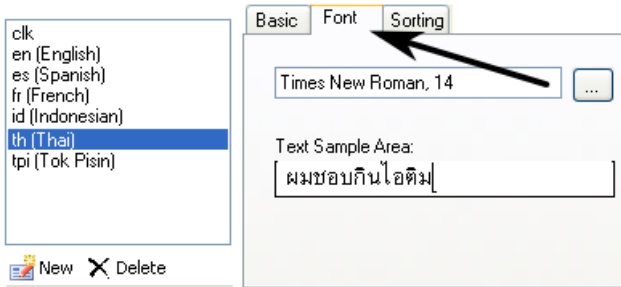 clk
en (English)
es (Spanish)
fr (French)
id (Indonesian)
th (Thai)
tpi (Tok Pisin)
New Delete
Basic Font Sorting
Times New Roman, 14
...
Text Sample Area:
ผมชอบกินไอติม